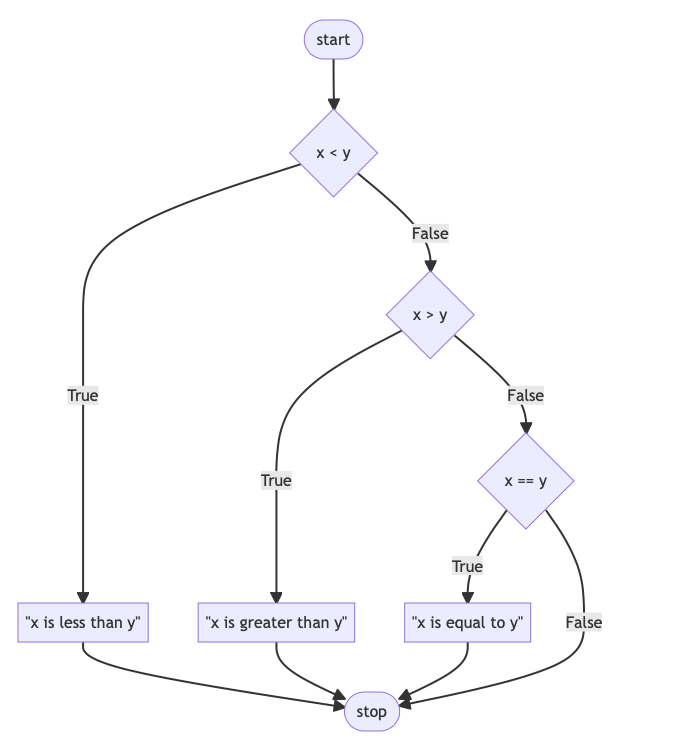 start
x < y
False
x > y
True
False
True
x == y
True
"x is less than y"
"x is greater than y"
"x is equal to y"
False
stop